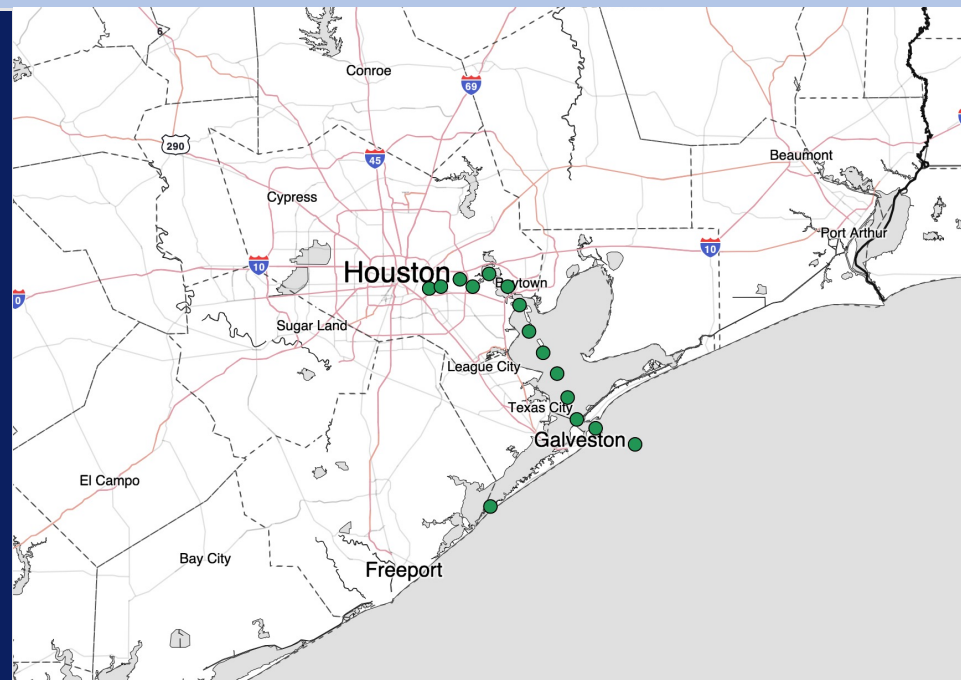 6
Conroe
69
290
45
Beaumont
Cypress
Port Arthur
10
10
Houston
Baytown
0
Sugar Land
League City
Texas City
Galveston
El Campo
Bay City
Freeport